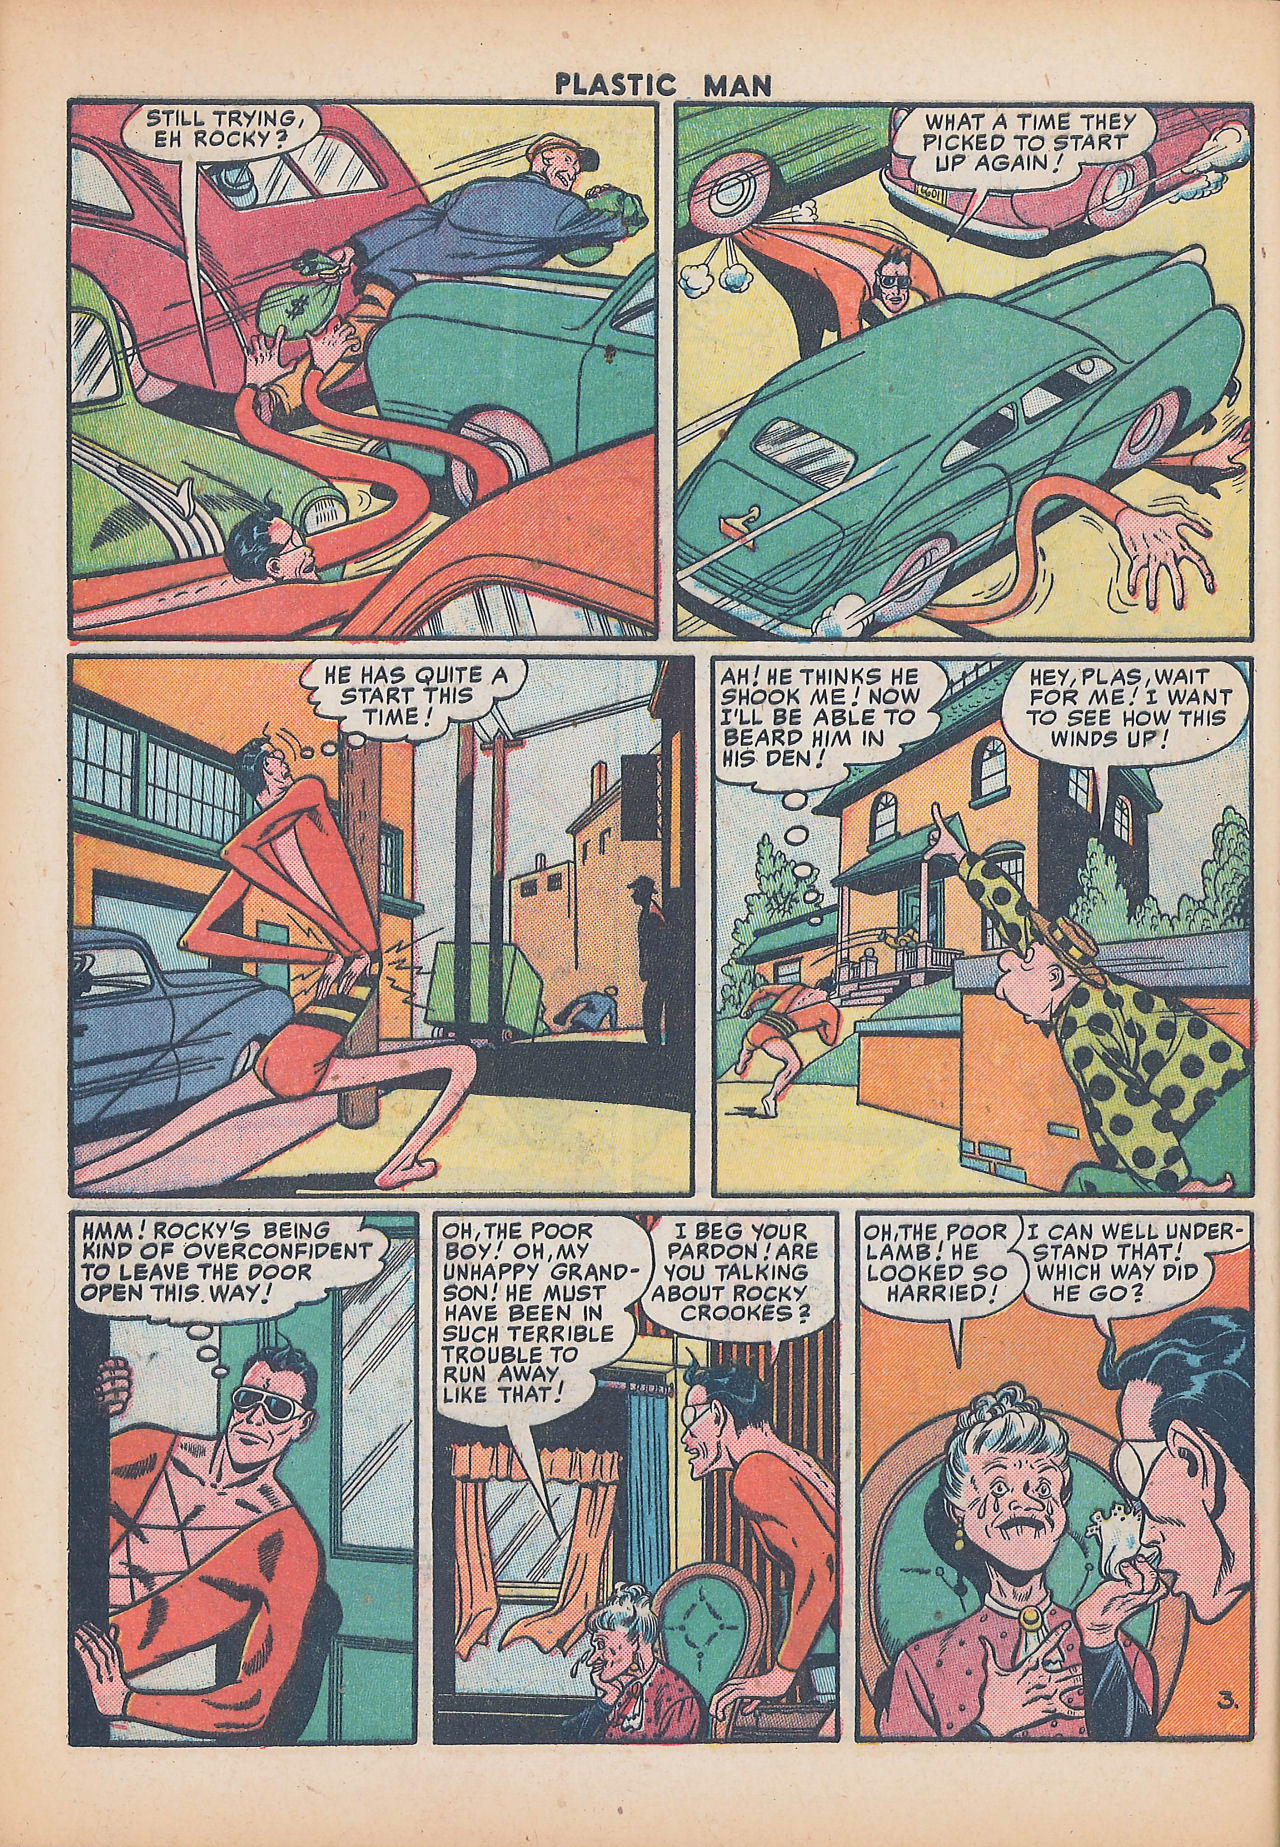 PLASTIC MAN
STILL TRYING,
EH ROCKY?
$
WHAT A TIME THEY
PICKED TO START
UP AGAIN!
HE HAS QUITE A
START THIS
TIME!
AH! HE THINKS HE
SHOOK ME! NOW
I'LL BE ABLE TO
BEARD HIM IN
HIS DEN!
HEY, PLAS, WAIT
FOR ME! I WANT
TO SEE HOW THIS
WINDS UP!
HMM! ROCKY'S BEING
KIND OF OVERCONFIDENT
TO LEAVE THE DOOR
OPEN THIS WAY!
OH, THE POOR
BOY! OH, MY
UNHAPPY GRAND-
SON! HE MUST
HAVE BEEN IN
SUCH TERRIBLE
TROUBLE TO
RUN AWAY
LIKE THAT!
I BEG YOUR
PARDON! ARE
YOU TALKING
ABOUT ROCKY
CROOKES?
OH, THE POOR
LAMB! HE
LOOKED SO
HARRIED!
I CAN WELL UNDER-
STAND THAT!
WHICH WAY DID
HE GO?
3.